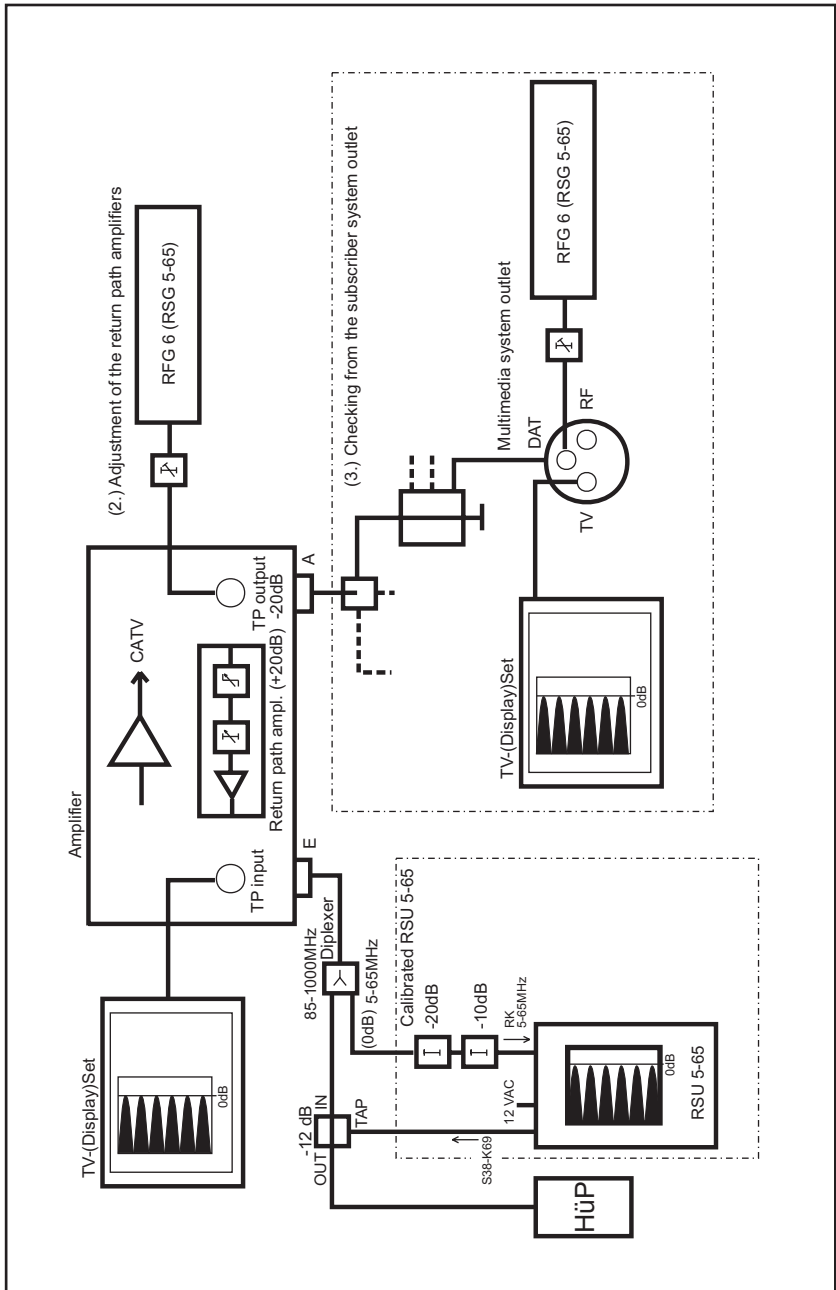 (2.) Adjustment of the return path amplifiers
RFG 6 (RSG 5-65)
Amplifier
CATV
TP output
-20dB
A
Return path ampl. (+20dB)
TP input
E
TV-(Display)Set
0dB
(3.) Checking from the subscriber system outlet
RFG 6 (RSG 5-65)
Multimedia system outlet
DAT
RF
TV
TV-(Display)Set
0dB
85-1000MHz
Diplexer
(0dB) 5-65MHz
Calibrated RSU 5-65
-20dB
-10dB
RK
5-65MHz
-12 dB
OUT
IN
TAP
12 VAC
S38-K69
0dB
RSU 5-65
HüP